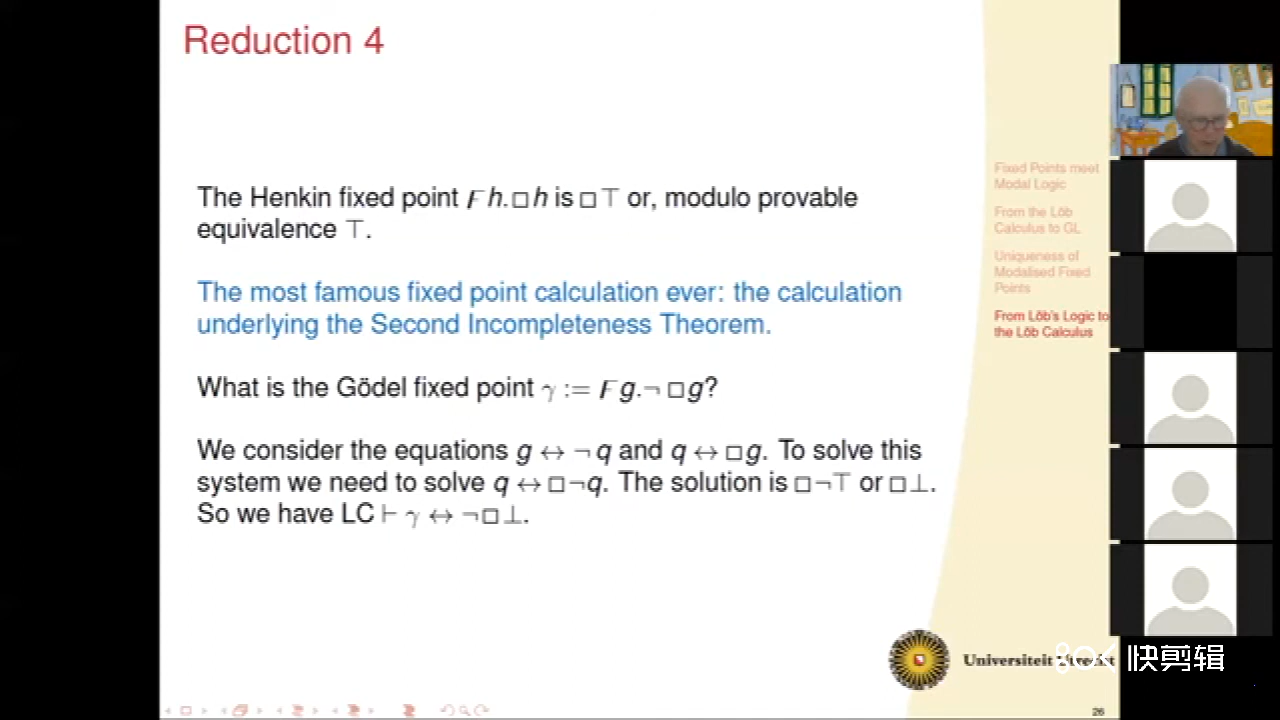 Reduction 4
The Henkin fixed point Ϝh.□h is □⊤ or, modulo provable
equivalence ⊤.
The most famous fixed point calculation ever: the calculation
underlying the Second Incompleteness Theorem.
What is the Gödel fixed point γ := Ϝg.¬□g?
We consider the equations g ↔ ¬q and q ↔ □g. To solve this
system we need to solve q ↔ □¬q. The solution is □¬⊤ or □⊥.
So we have LC ⊢ γ ↔ ¬□⊥.
Fixed Points meet
Modal Logic
From the Löb
Calculus to GL
Uniqueness of
Modalised Fixed
Points
From Löb's Logic to
the Löb Calculus
Universiteit Utrecht
快剪辑
26